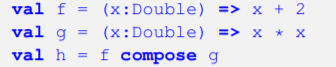 val f = (x:Double) => x + 2
val g = (x:Double) => x * x
val h = f compose g